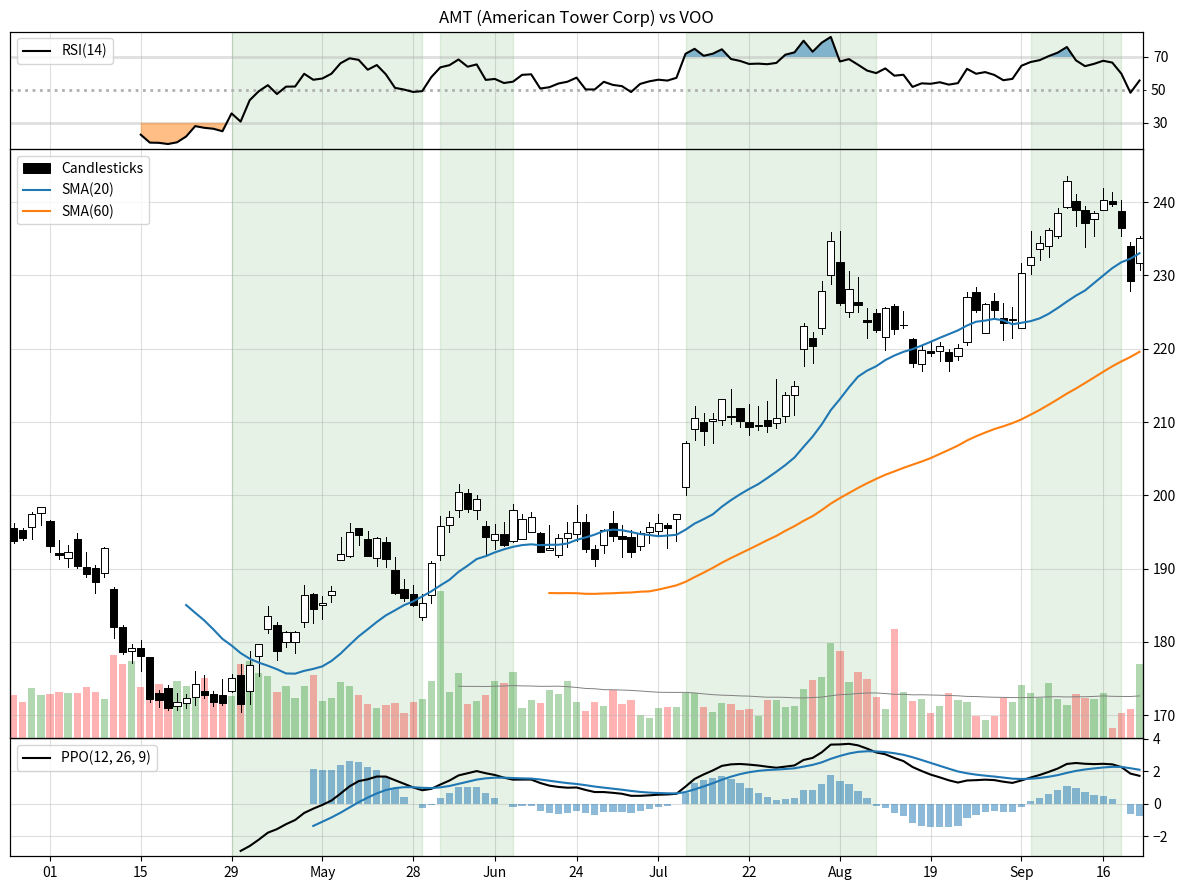 AMT (American Tower Corp) vs VOO
RSI(14)
70
50
30
Candlesticks
SMA(20)
SMA(60)
240
230
220
210
200
190
180
170
PPO(12, 26, 9)
4
2
0
−2
01 15 29 May 28 Jun 24 Jul 22 Aug 19 Sep 16